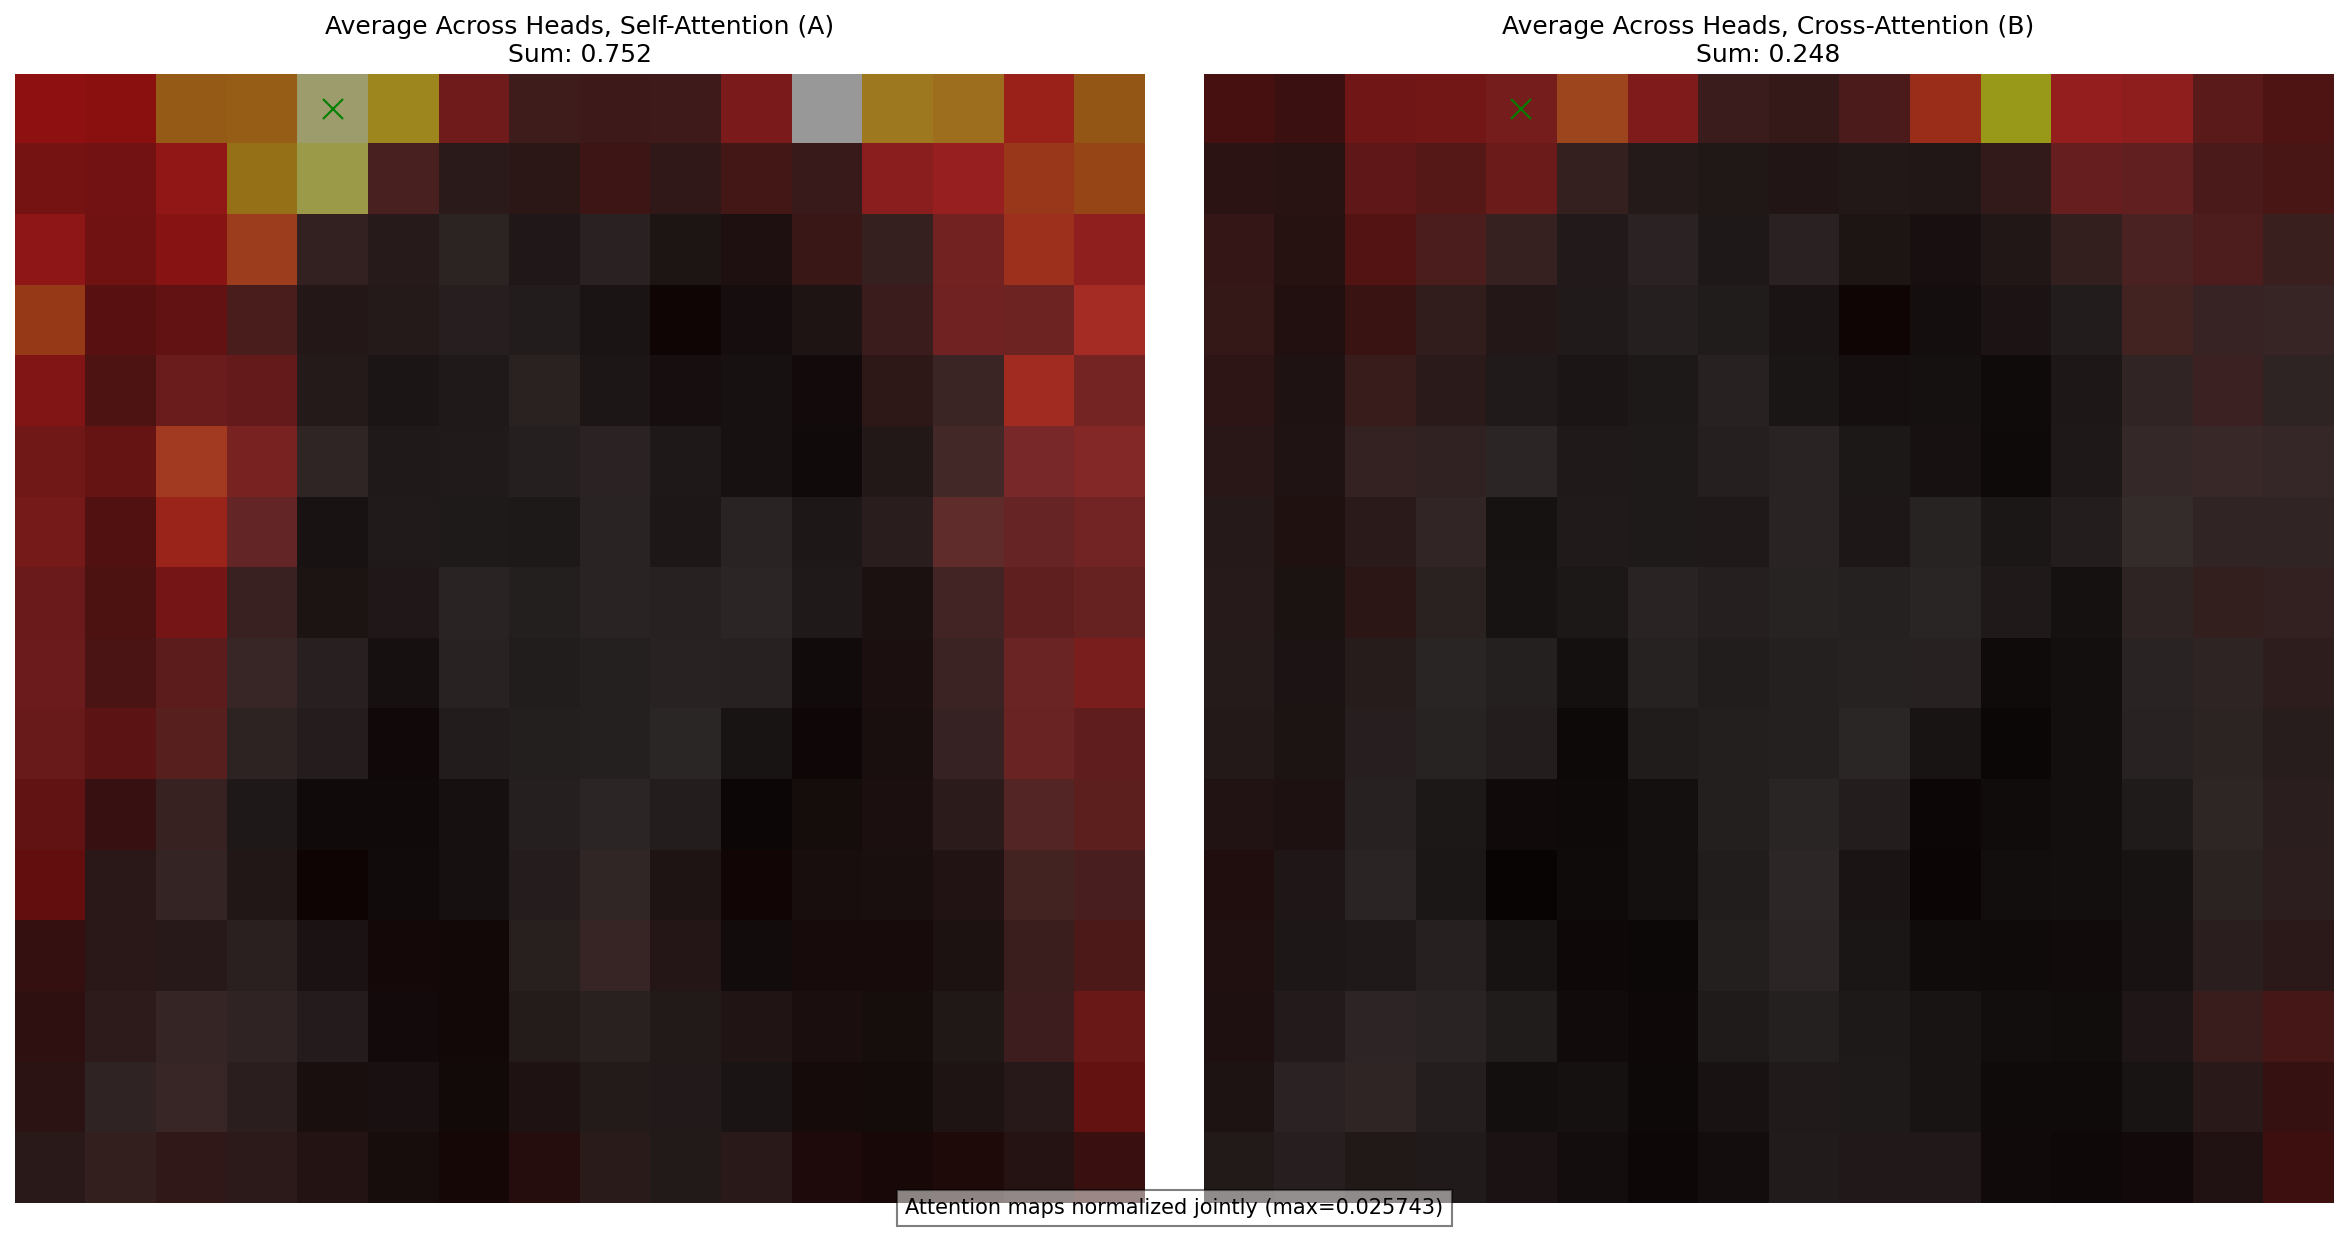 Average Across Heads, Self-Attention (A)
Sum: 0.752
Average Across Heads, Cross-Attention (B)
Sum: 0.248
Attention maps normalized jointly (max=0.025743)